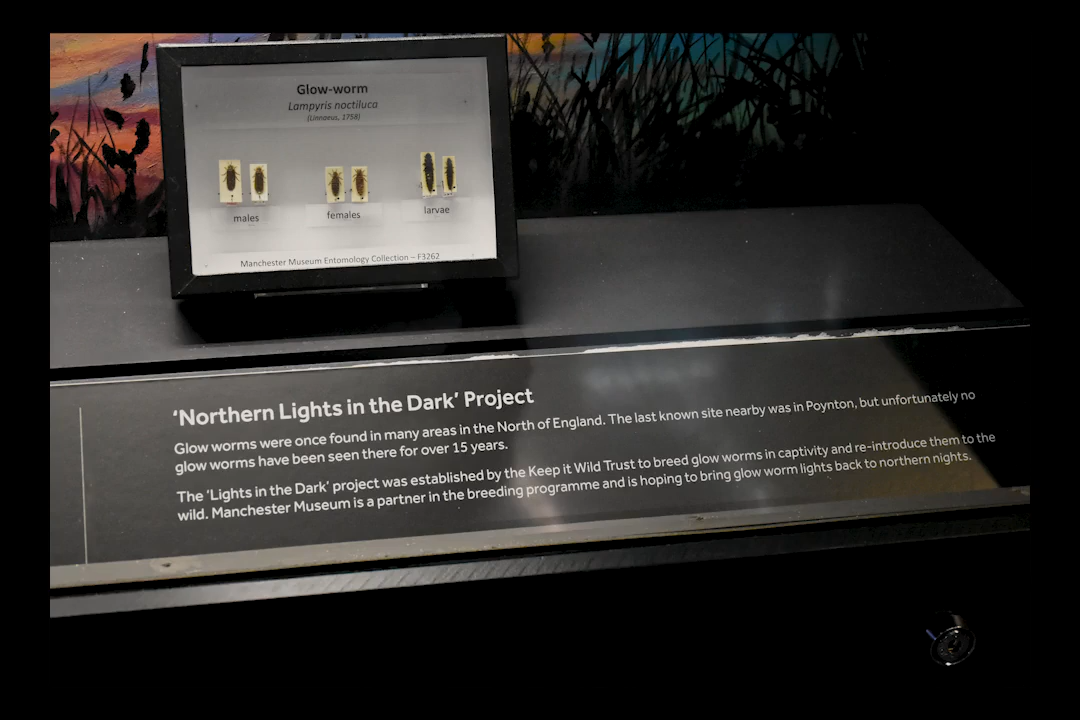 Glow-worm
Lampyris noctiluca
(Linnaeus, 1758)
males
females
larvae
Manchester Museum Entomology Collection – F3262
‘Northern Lights in the Dark’ Project
Glow worms were once found in many areas in the North of England. The last known site nearby was in Poynton, but unfortunately no
glow worms have been seen there for over 15 years.
The ‘Lights in the Dark’ project was established by the Keep it Wild Trust to breed glow worms in captivity and re-introduce them to the
wild. Manchester Museum is a partner in the breeding programme and is hoping to bring glow worm lights back to northern nights.